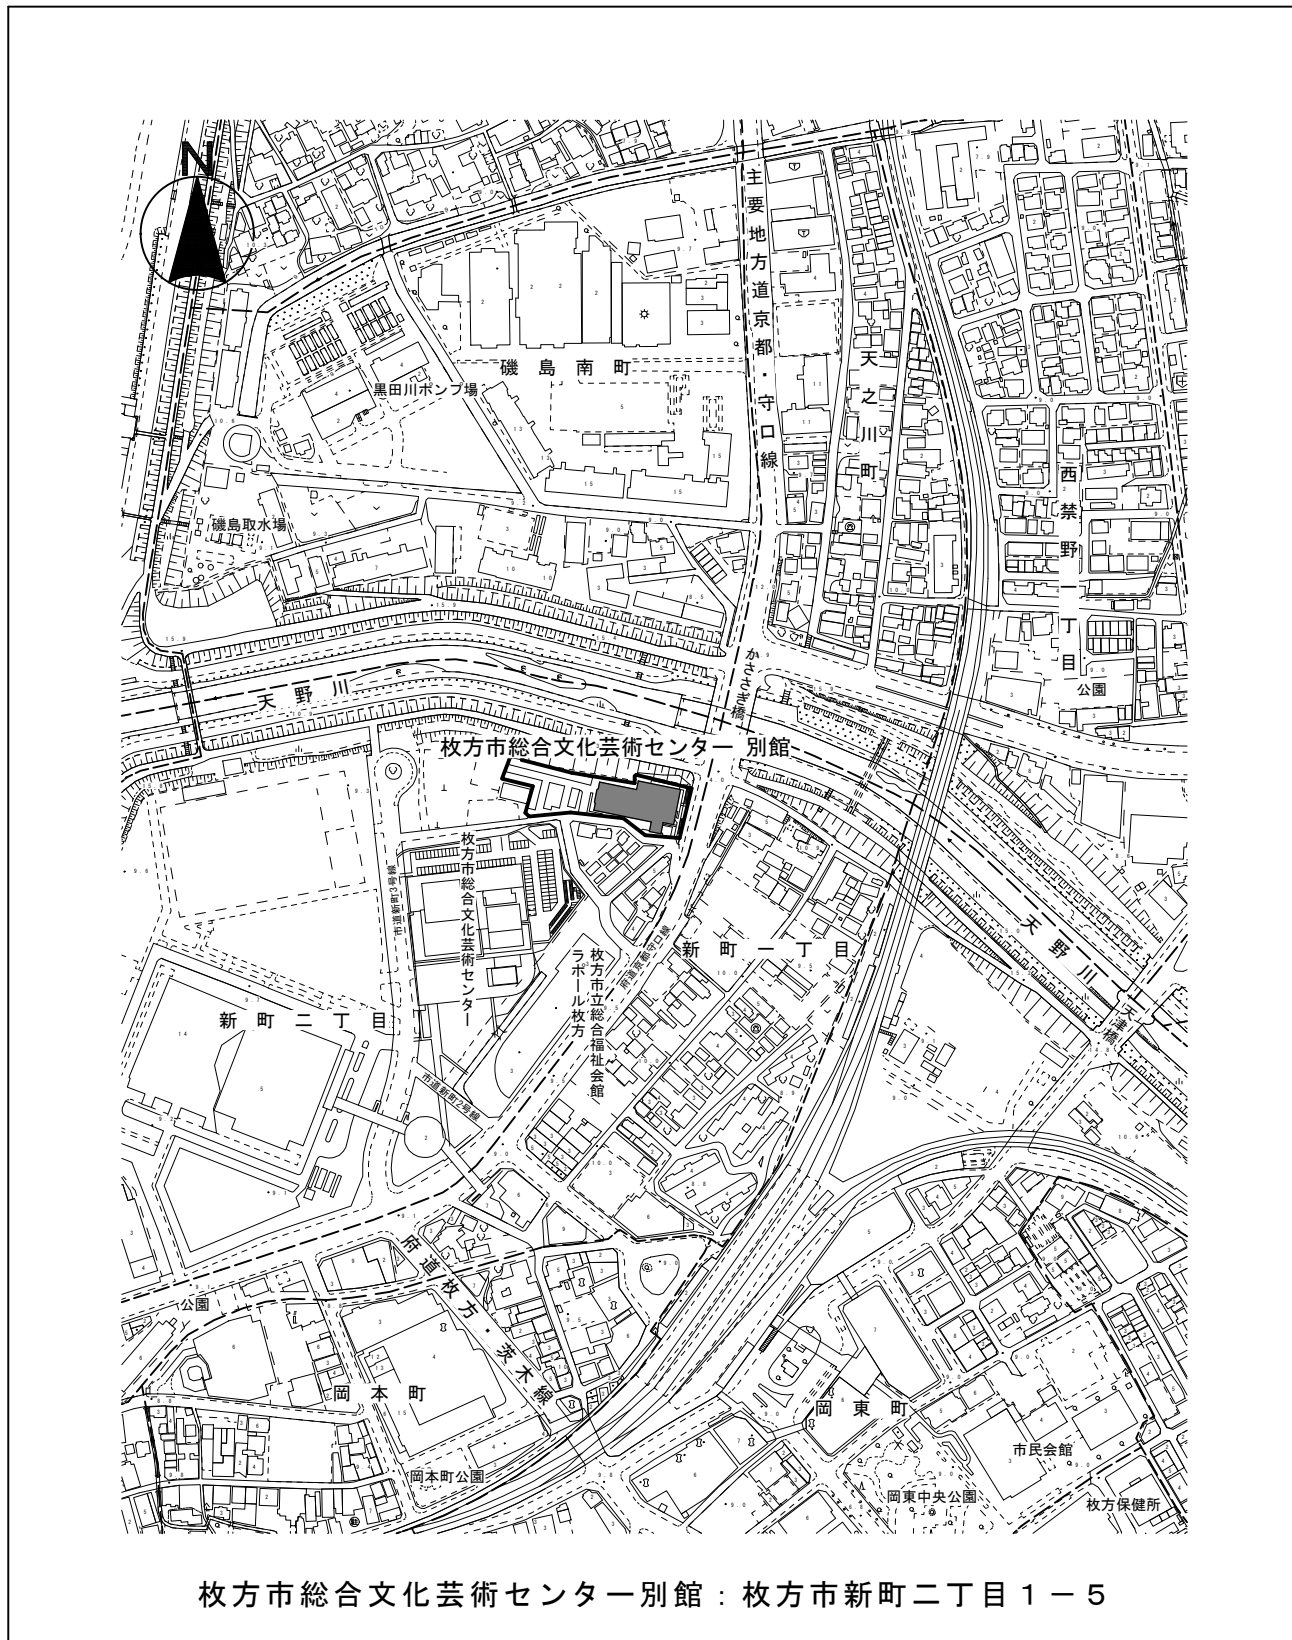 N
主要地方道京都・守口線
磯島南町
天之川町
黒田川ポンプ場
西禁野一丁目
磯島取水場
かささぎ橋
公園
天野川
枚方市総合文化芸術センター 別館
枚方市総合文化芸術センター
市道新町3号線
新町一丁目
府道京都守口線
枚方市立総合福祉会館
ラポール枚方
天野川
天津橋
新町二丁目
市道新町2号線
府道枚方・茨木線
公園
岡本町
岡東町
市民会館
岡本町公園
岡東中央公園
枚方保健所
枚方市総合文化芸術センター別館：枚方市新町二丁目１－５